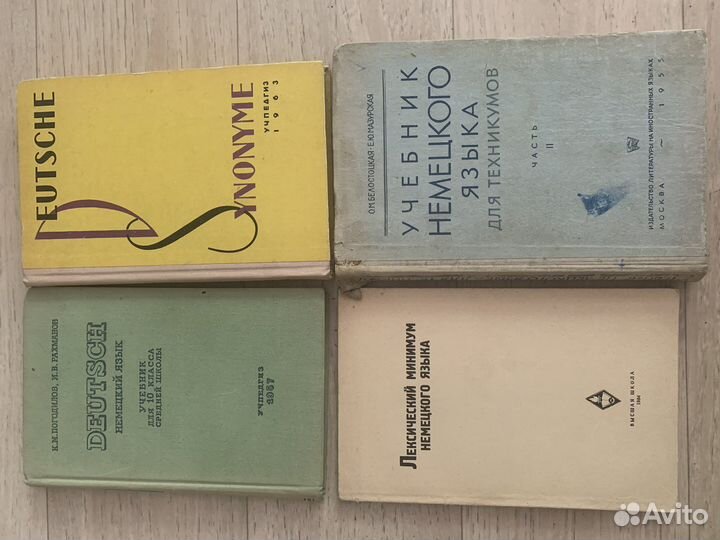 DEUTSCHE
SYNONYME
УЧПЕДГИЗ
1963
О.М.БЕЛОСТОЦКАЯ · Е.Ю.МАЗУРСКАЯ
УЧЕБНИК
НЕМЕЦКОГО
ЯЗЫКА
ДЛЯ ТЕХНИКУМОВ
ЧАСТЬ
II
ИЗДАТЕЛЬСТВО ЛИТЕРАТУРЫ НА ИНОСТРАННЫХ ЯЗЫКАХ
МОСКВА ~ 1955
К.М.ПОГОДИЛОВ, И.В. РАХМАНОВ
DEUTSCH
НЕМЕЦКИЙ ЯЗЫК
УЧЕБНИК
ДЛЯ 10 КЛАССА
СРЕДНЕЙ ШКОЛЫ
УЧПЕДГИЗ
1957
ЛЕКСИЧЕСКИЙ МИНИМУМ
НЕМЕЦКОГО ЯЗЫКА
ВЫСШАЯ ШКОЛА
1964
Avito